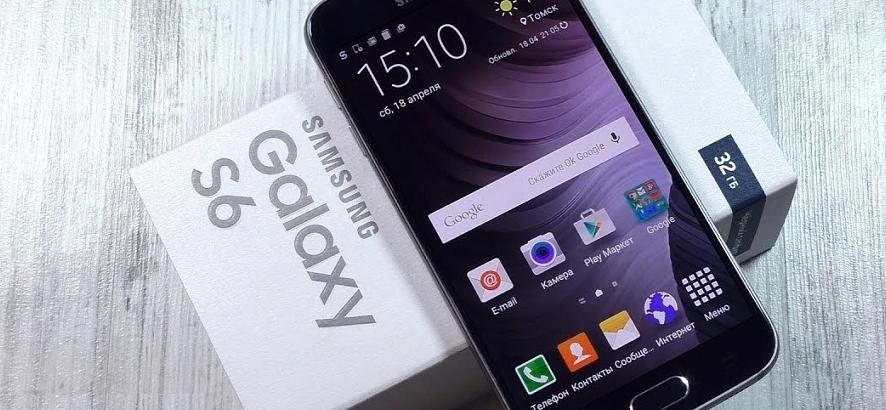 SAMSUNG
Galaxy
S6
15:10
сб, 18 апреля
Томск
Обновл. 18.04 21:05
Google
Скажите Ok Google
E-mail
Камера
Play Маркет
Google
Телефон
Контакты
Сообще...
Интернет
Меню
32 ГБ